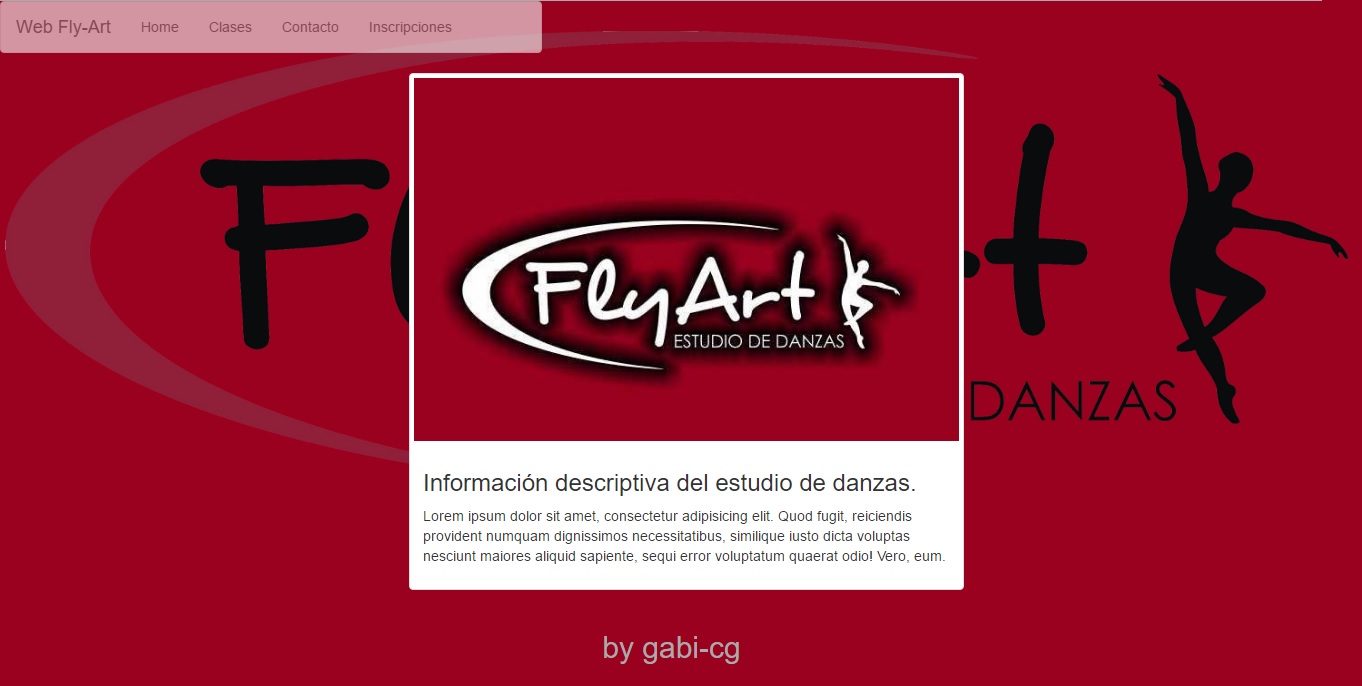 Web Fly-Art Home Clases Contacto Inscripciones
Fly Art
ESTUDIO DE DANZAS
DANZAS
Información descriptiva del estudio de danzas.
Lorem ipsum dolor sit amet, consectetur adipisicing elit. Quod fugit, reiciendis
provident numquam dignissimos necessitatibus, similique iusto dicta voluptas
nesciunt maiores aliquid sapiente, sequi error voluptatum quaerat odio! Vero, eum.
by gabi-cg